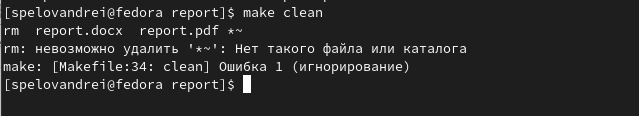 [spelovandrei@fedora report]$ make clean
rm  report.docx  report.pdf *~
rm: невозможно удалить '*~': Нет такого файла или каталога
make: [Makefile:34: clean] Ошибка 1 (игнорирование)
[spelovandrei@fedora report]$